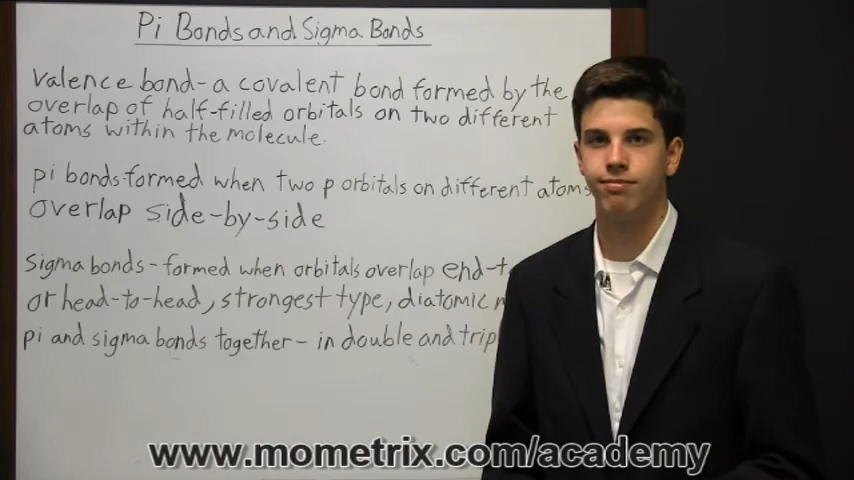 Pi Bonds and Sigma Bonds
Valence bond- a covalent bond formed by the
overlap of half-filled orbitals on two different
atoms within the molecule.
pi bonds-formed when two p orbitals on different atoms
overlap side-by-side
Sigma bonds - formed when orbitals overlap end-t
or head-to-head, strongest type, diatomic
pi and sigma bonds together- in double and trip
www.mometrix.com/academy